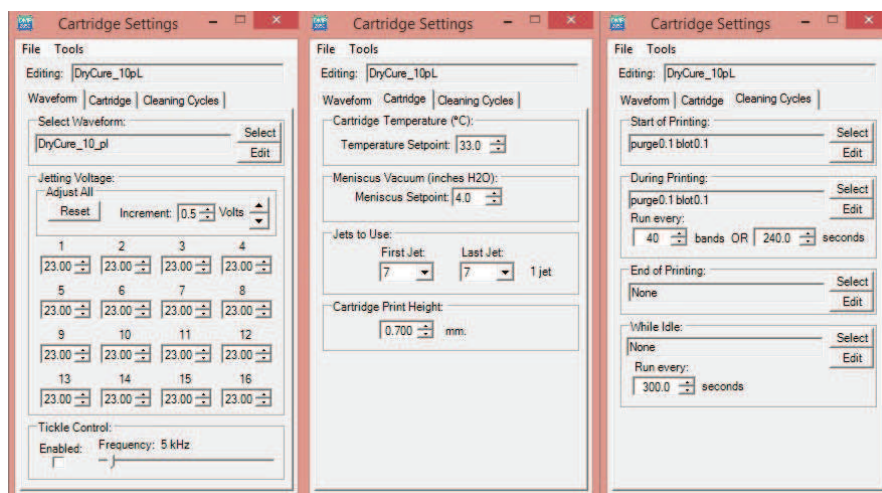 Cartridge Settings
File Tools
Editing: DryCure_10pL
Waveform Cartridge Cleaning Cycles
Select Waveform:
DryCure_10_pl
Select
Edit
Jetting Voltage:
Adjust All
Reset Increment: 0.5 Volts
1 2 3 4
23.00 23.00 23.00 23.00
5 6 7 8
23.00 23.00 23.00 23.00
9 10 11 12
23.00 23.00 23.00 23.00
13 14 15 16
23.00 23.00 23.00 23.00
Tickle Control:
Enabled: Frequency: 5 kHz
Cartridge Settings
File Tools
Editing: DryCure_10pL
Waveform Cartridge Cleaning Cycles
Cartridge Temperature (°C):
Temperature Setpoint: 33.0
Meniscus Vacuum (inches H2O):
Meniscus Setpoint: 4.0
Jets to Use:
First Jet: Last Jet:
7 7 1 jet
Cartridge Print Height:
0.700 mm.
Cartridge Settings
File Tools
Editing: DryCure_10pL
Waveform Cartridge Cleaning Cycles
Start of Printing:
purge0.1 blot0.1
Select
Edit
During Printing:
purge0.1 blot0.1
Select
Edit
Run every:
40 bands OR 240.0 seconds
End of Printing:
None
Select
Edit
While Idle:
None
Select
Edit
Run every:
300.0 seconds